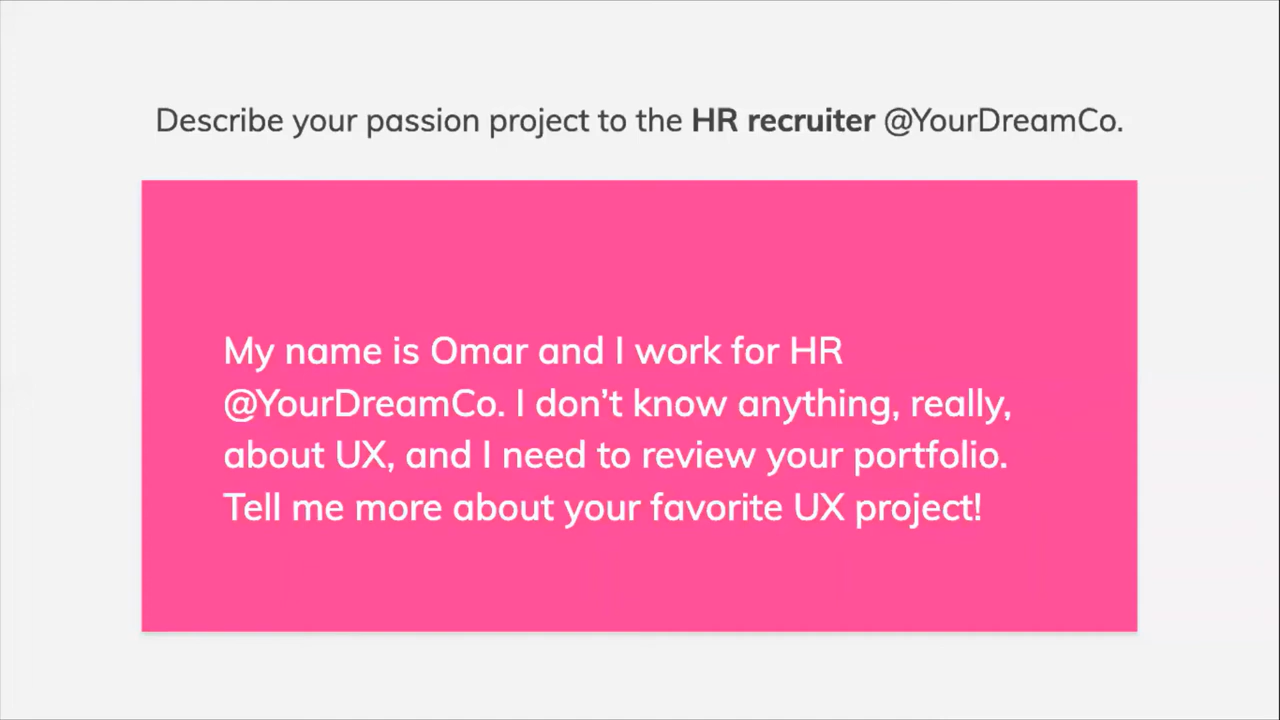 Describe your passion project to the HR recruiter @YourDreamCo.
My name is Omar and I work for HR
@YourDreamCo. I don’t know anything, really,
about UX, and I need to review your portfolio.
Tell me more about your favorite UX project!